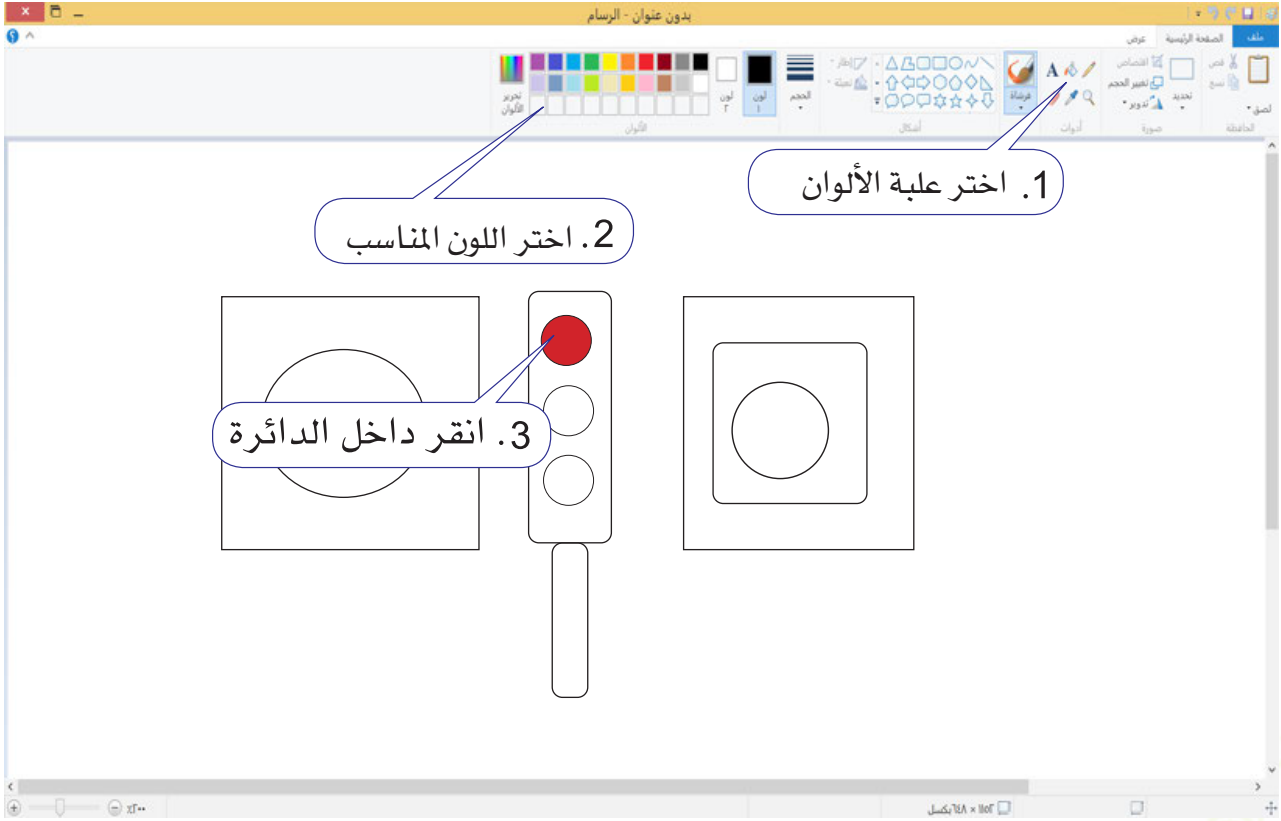 بدون عنوان - الرسام
ملف
الصفحة الرئيسية
عرض
لصق
قص
نسخ
الحافظة
تحديد
اقتصاص
تغيير الحجم
تدوير
صورة
A
أدوات
فرشاة
أشكال
إطار
تعبئة
الحجم
لون ١
لون ٢
تحرير الألوان
الألوان
1. اختر علبة الألوان
2. اختر اللون المناسب
3. انقر داخل الدائرة